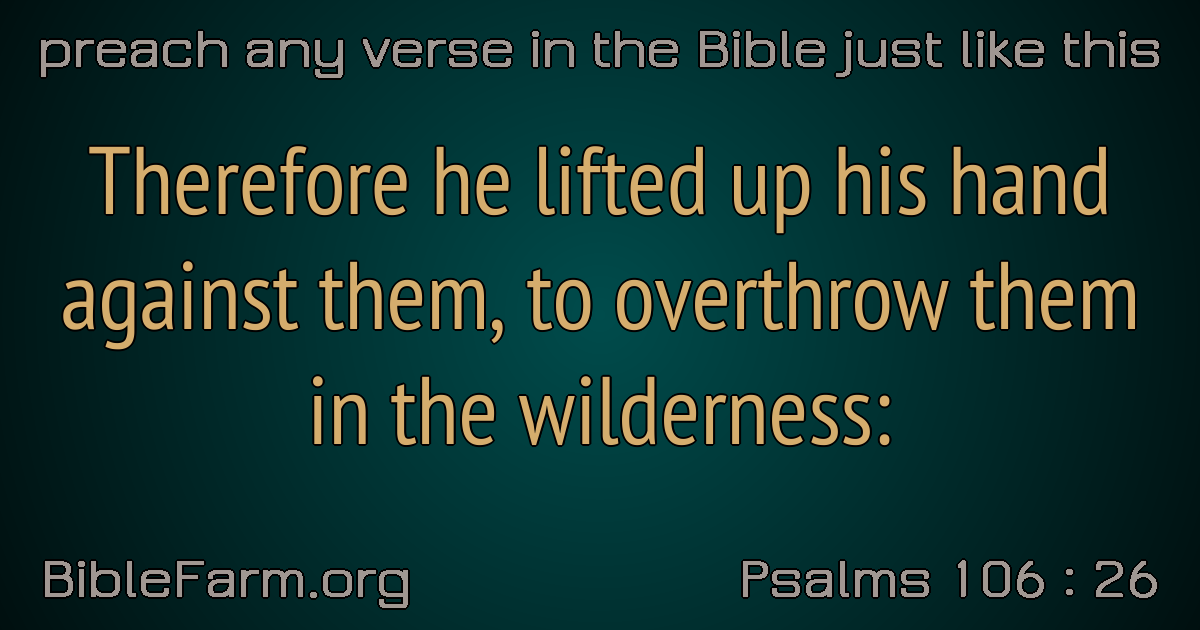 preach any verse in the Bible just like this
Therefore he lifted up his hand
against them, to overthrow them
in the wilderness:
BibleFarm.org
Psalms 106 : 26